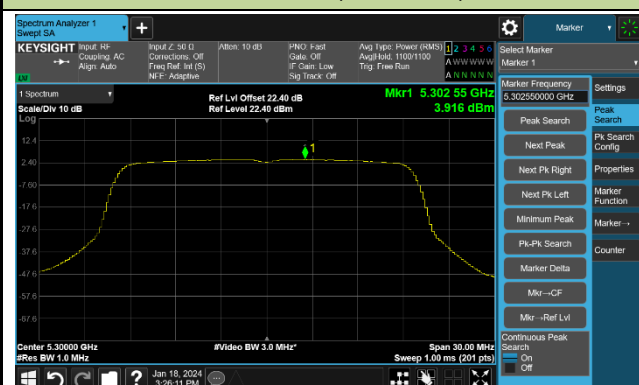 Spectrum Analyzer 1
Swept SA
Marker
KEYSIGHT Input: RF
Coupling: AC
Align: Auto
Input Z: 50 Ω
Corrections: Off
Freq Ref: Int (S)
NFE: Adaptive
Atten: 10 dB
PNO: Fast
Gate: Off
IF Gain: Low
Sig Track: Off
Avg Type: Power (RMS)
Avg|Hold: 1100/1100
Trig: Free Run
1 2 3 4 5 6
A W W W W W
A N N N N N
LVI
Select Marker
Marker 1
1 Spectrum
Scale/Div 10 dB
Log
Ref Lvl Offset 22.40 dB
Ref Level 22.40 dBm
Mkr1 5.302 55 GHz
3.916 dBm
12.4
2.40
-7.60
-17.6
-27.6
-37.6
-47.6
-57.6
-67.6
1
Center 5.30000 GHz
#Res BW 1.0 MHz
#Video BW 3.0 MHz*
Span 30.00 MHz
Sweep 1.00 ms (201 pts)
Marker Frequency
5.302550000 GHz
Peak Search
Next Peak
Next Pk Right
Next Pk Left
Minimum Peak
Pk-Pk Search
Marker Delta
Mkr→CF
Mkr→Ref Lvl
Continuous Peak
Search
On
Off
Settings
Peak
Search
Pk Search
Config
Properties
Marker
Function
Marker→
Counter
Jan 18, 2024
3:26:11 PM